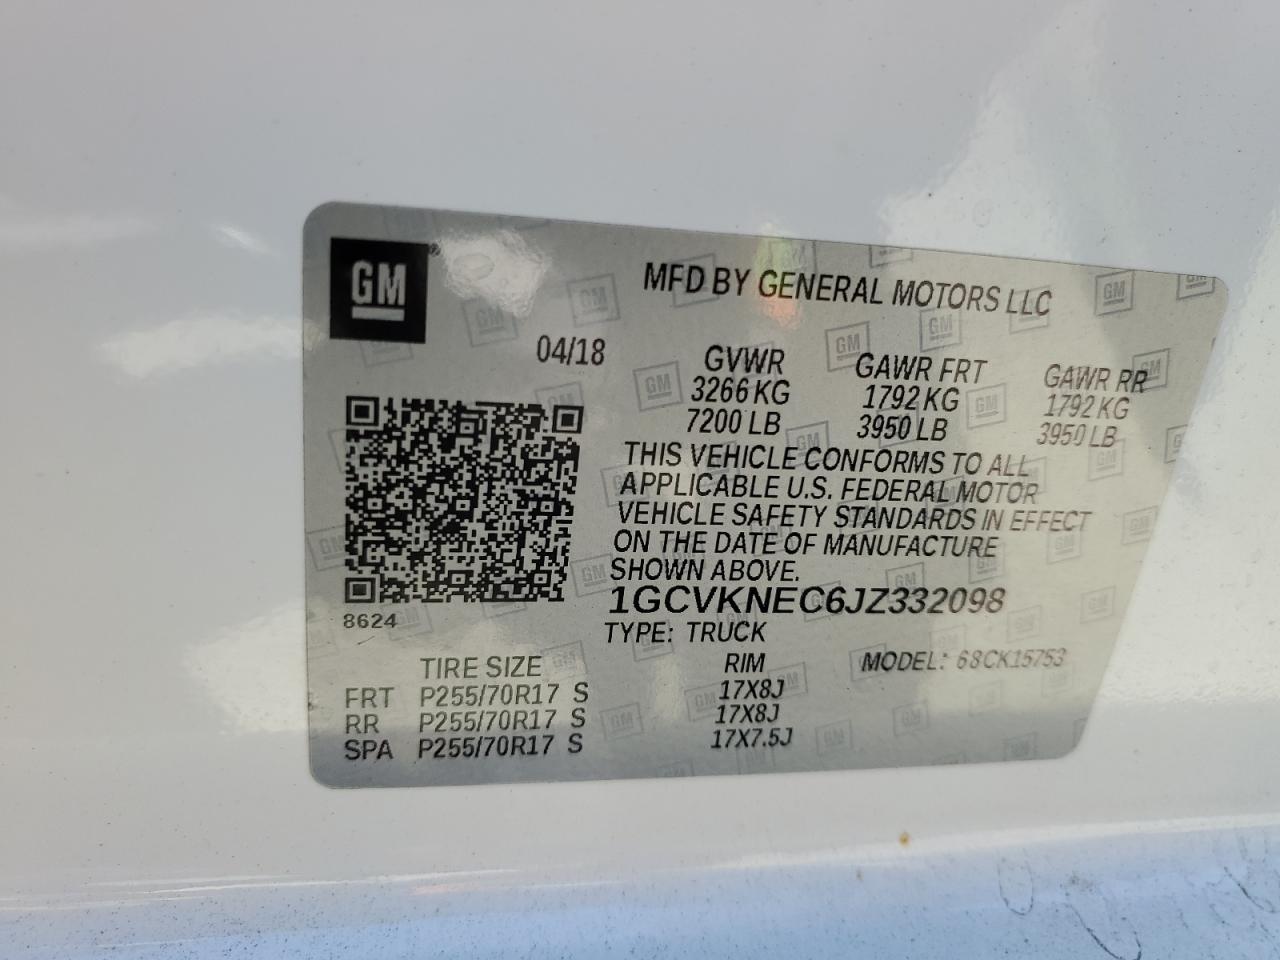 GM
MFD BY GENERAL MOTORS LLC
04/18
GVWR GAWR FRT GAWR RR
3266 KG 1792 KG 1792 KG
7200 LB 3950 LB 3950 LB
THIS VEHICLE CONFORMS TO ALL
APPLICABLE U.S. FEDERAL MOTOR
VEHICLE SAFETY STANDARDS IN EFFECT
ON THE DATE OF MANUFACTURE
SHOWN ABOVE.
1GCVKNEC6JZ332098
8624
TYPE: TRUCK
TIRE SIZE RIM MODEL: 68CK15753
FRT P255/70R17 S 17X8J
RR P255/70R17 S 17X8J
SPA P255/70R17 S 17X7.5J